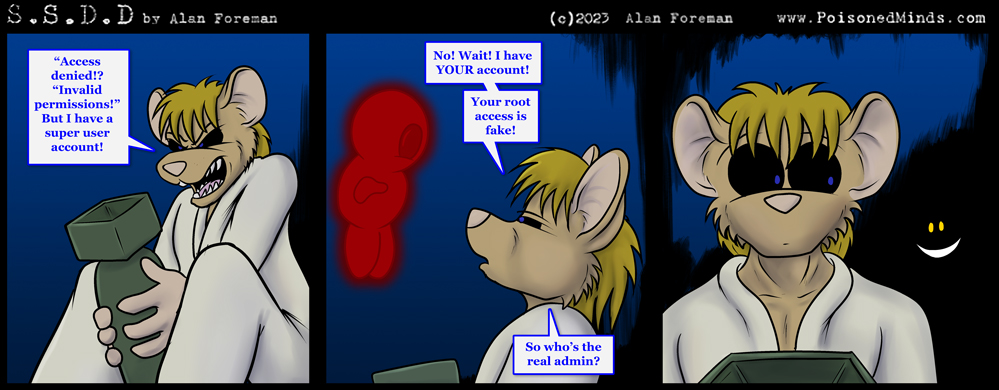 S.S.D.D by Alan Foreman (c)2023 Alan Foreman www.PoisonedMinds.com
“Access
denied!?
“Invalid
permissions!”
But I have a
super user
account!
No! Wait! I have
YOUR account!
Your root
access is
fake!
So who’s the
real admin?